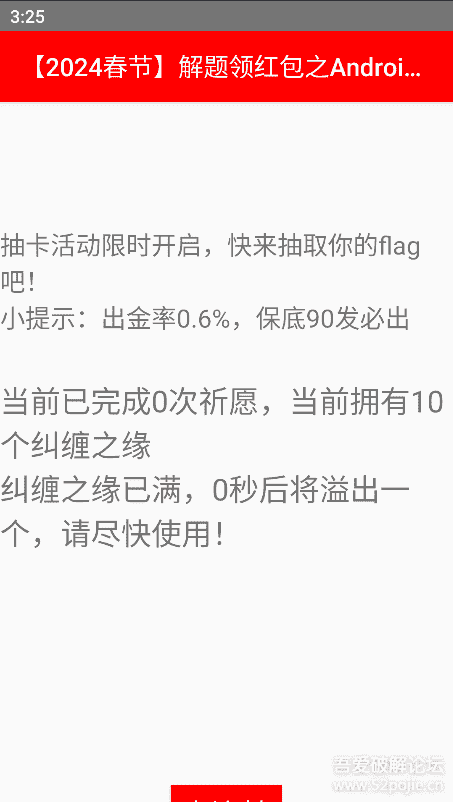 3:25
【2024春节】解题领红包之Androi...
抽卡活动限时开启，快来抽取你的flag
吧！
小提示：出金率0.6%，保底90发必出
当前已完成0次祈愿，当前拥有10
个纠缠之缘
纠缠之缘已满，0秒后将溢出一
个，请尽快使用！
吾爱破解论坛
www.52pojie.cn